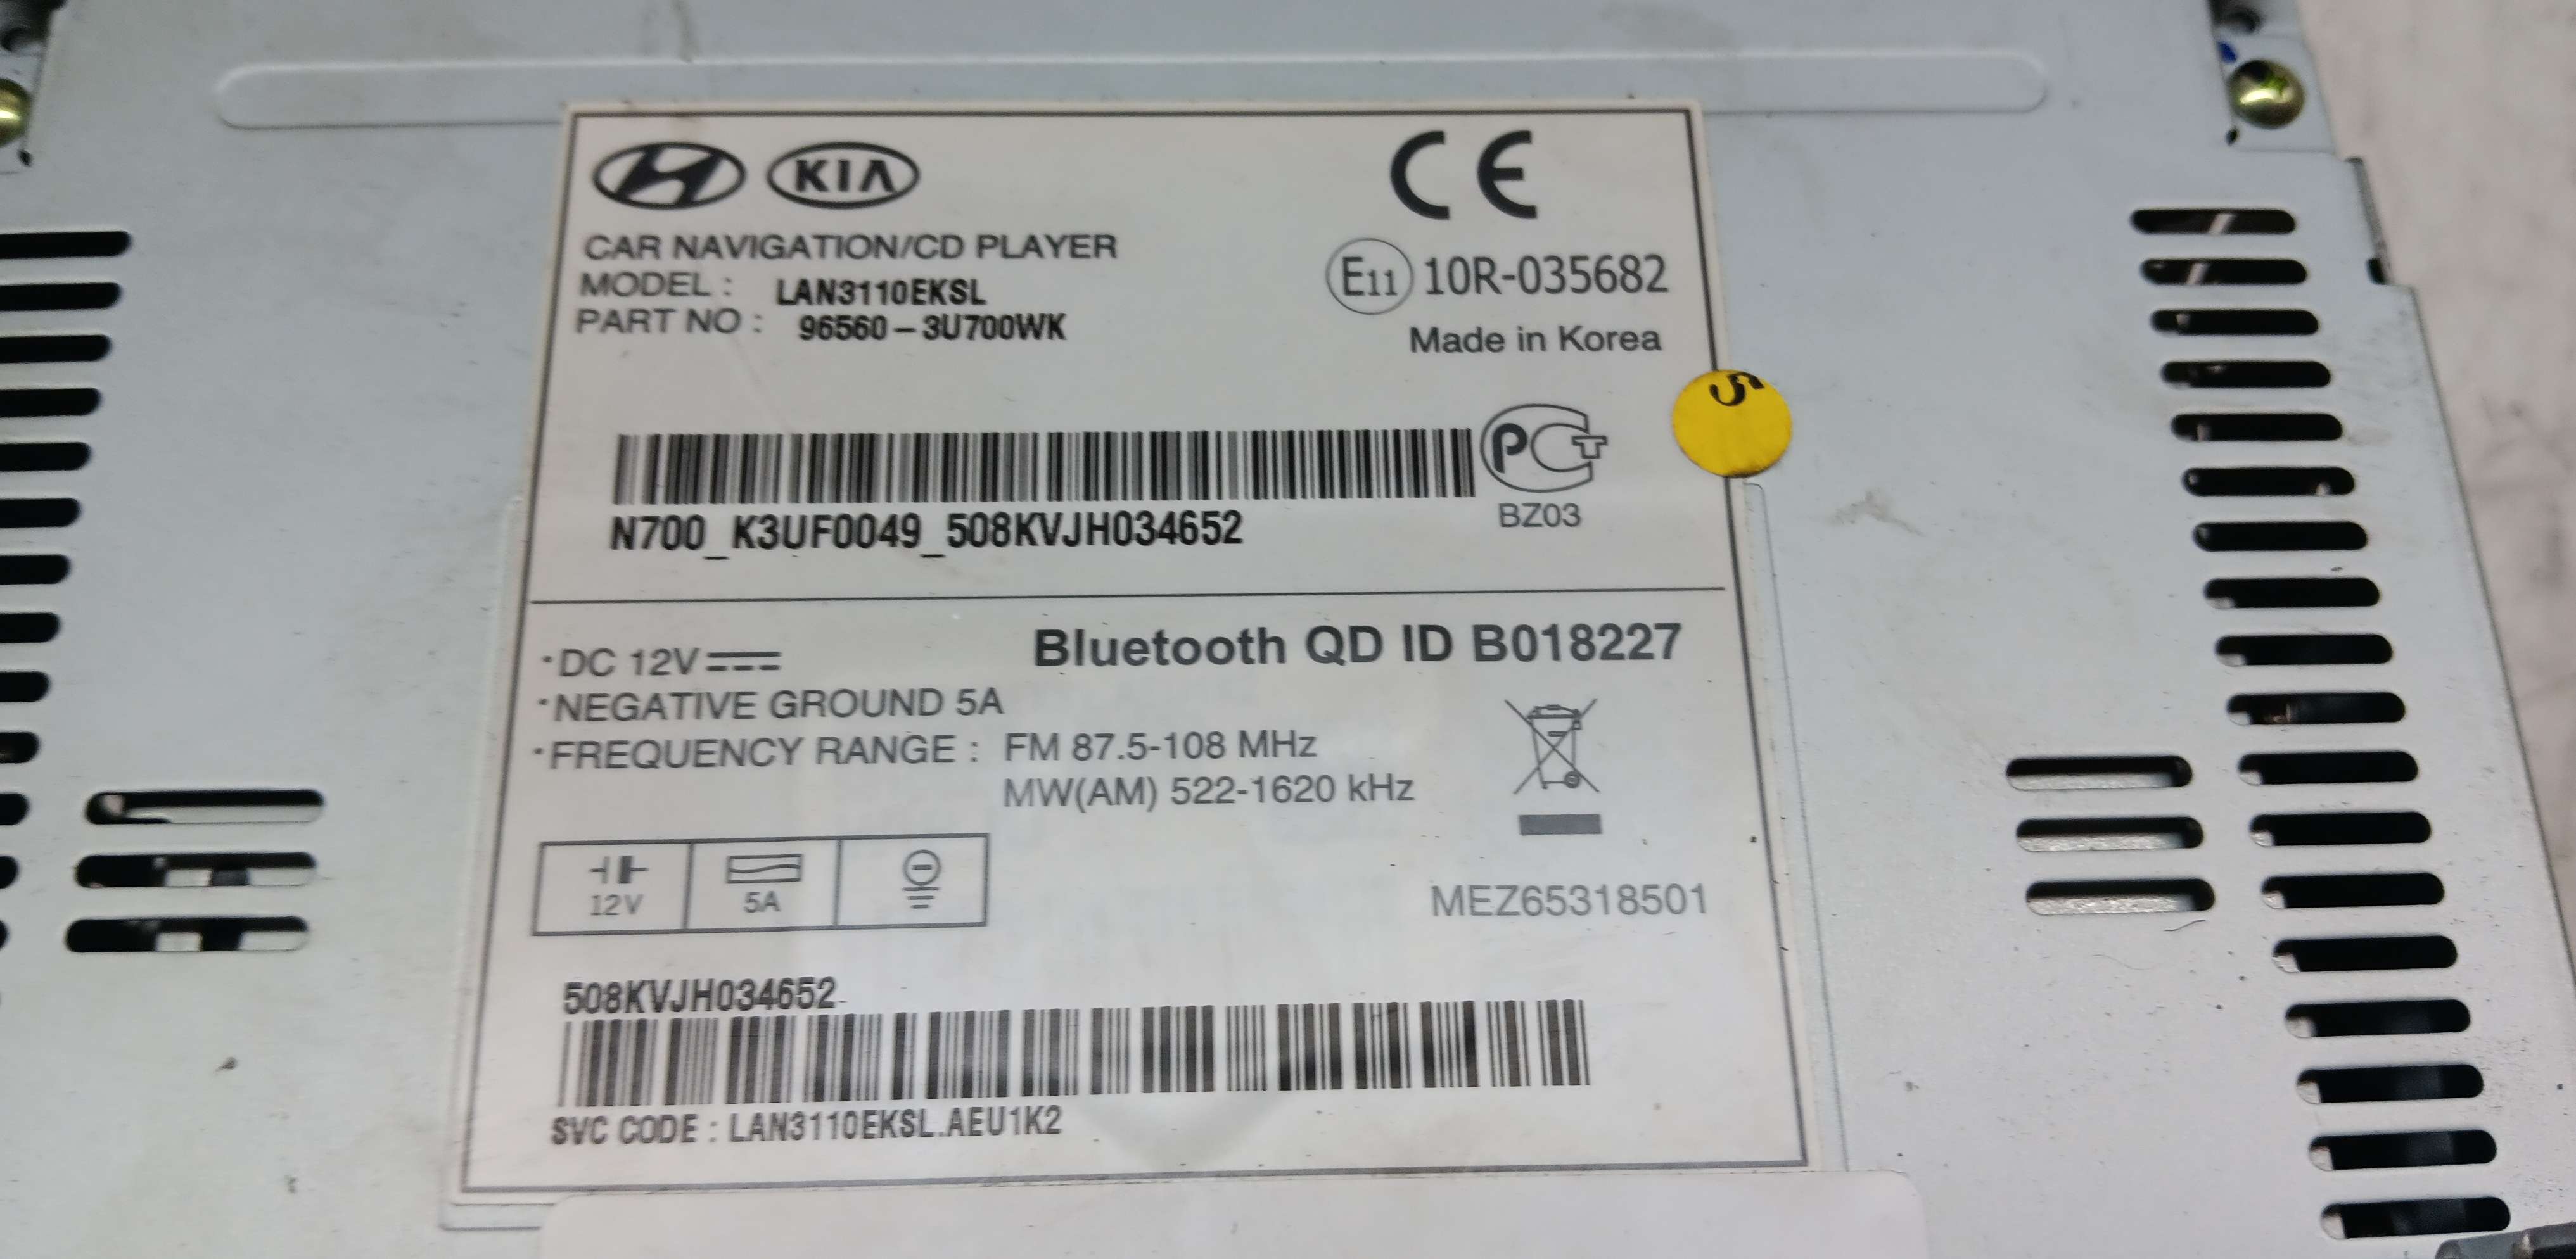 KIA
CE
CAR NAVIGATION/CD PLAYER
MODEL : LAN3110EKSL
PART NO : 96560-3U700WK
E11 10R-035682
Made in Korea
5
PCT
BZ03
N700_K3UF0049_508KVJH034652
Bluetooth QD ID B018227
·DC 12V
·NEGATIVE GROUND 5A
·FREQUENCY RANGE : FM 87.5-108 MHz
MW(AM) 522-1620 kHz
12V 5A
MEZ65318501
508KVJH034652
SVC CODE : LAN3110EKSL.AEU1K2